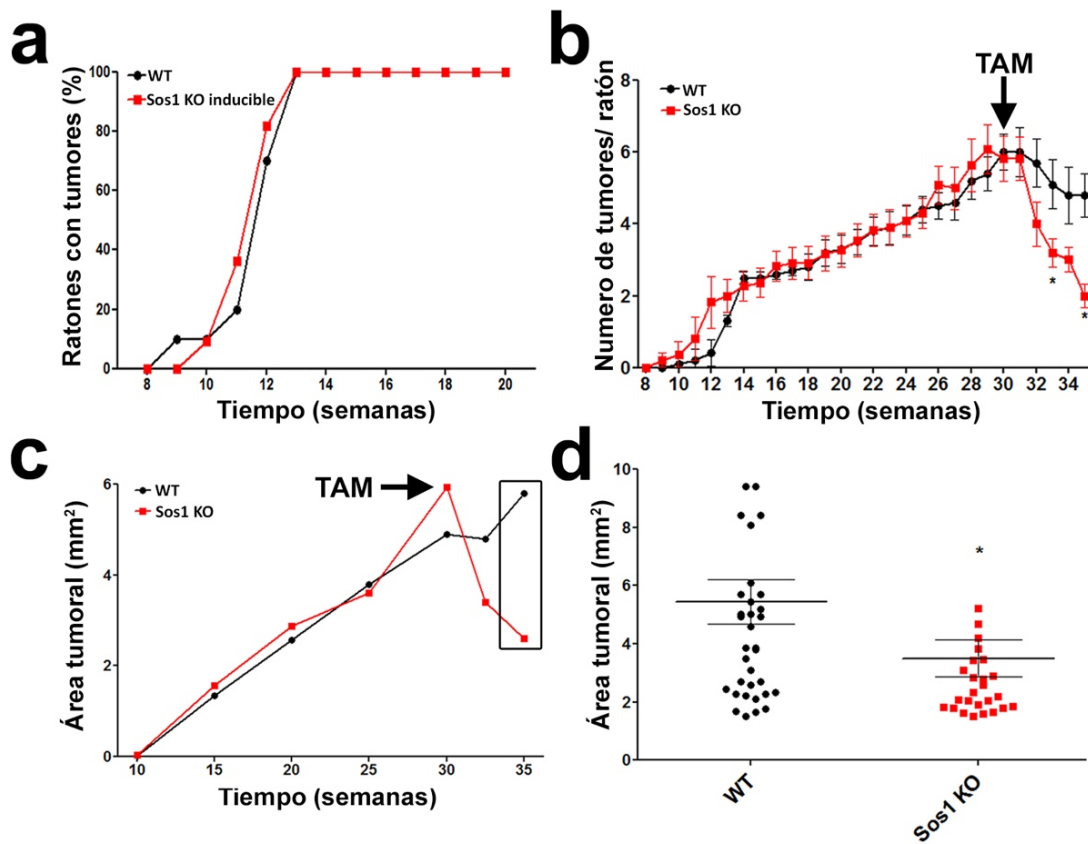 a
Ratones con tumores (%)
100
80
60
40
20
0
WT
Sos1 KO inducible
8 10 12 14 16 18 20
Tiempo (semanas)
b
Numero de tumores/ ratón
8
6
4
2
0
WT
Sos1 KO
TAM
*
*
8 10 12 14 16 18 20 22 24 26 28 30 32 34
Tiempo (semanas)
c
Área tumoral (mm²)
6
4
2
0
WT
Sos1 KO
TAM
10 15 20 25 30 35
Tiempo (semanas)
d
Área tumoral (mm²)
10
8
6
4
2
0
*
WT
Sos1 KO